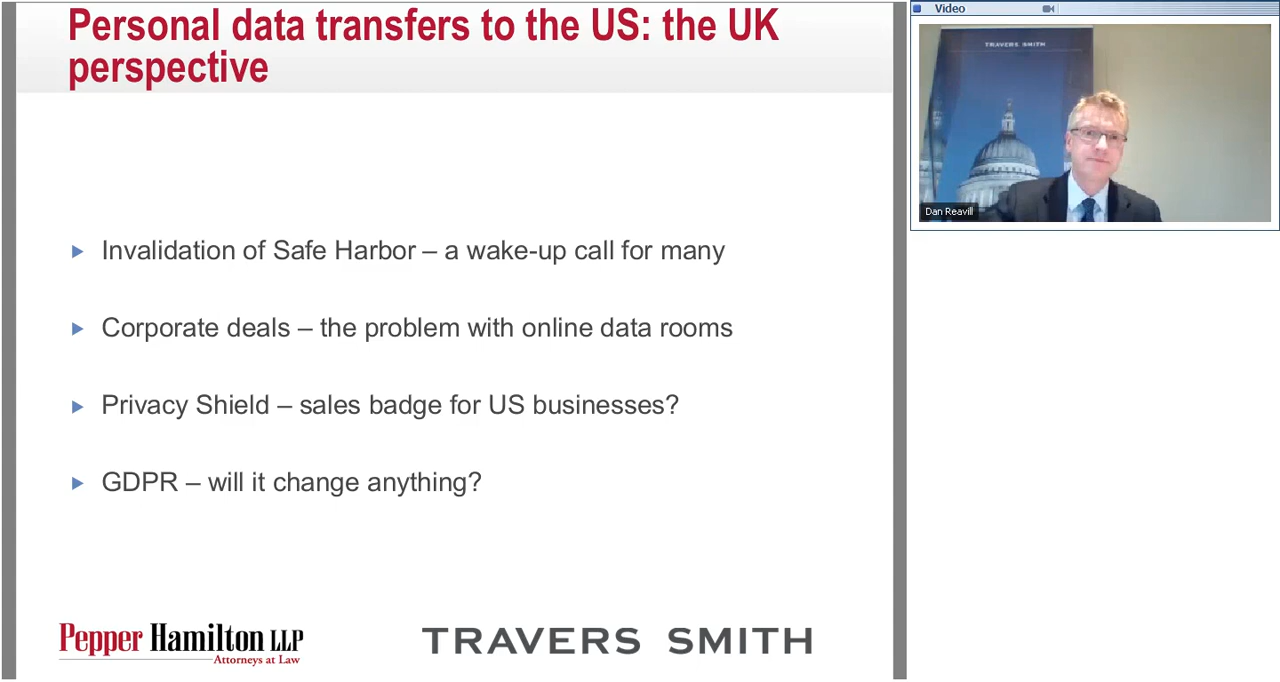 Personal data transfers to the US: the UK
perspective
Invalidation of Safe Harbor – a wake-up call for many
Corporate deals – the problem with online data rooms
Privacy Shield – sales badge for US businesses?
GDPR – will it change anything?
Pepper Hamilton LLP
Attorneys at Law
TRAVERS SMITH
Video
TRAVERS SMITH
Dan Reavill